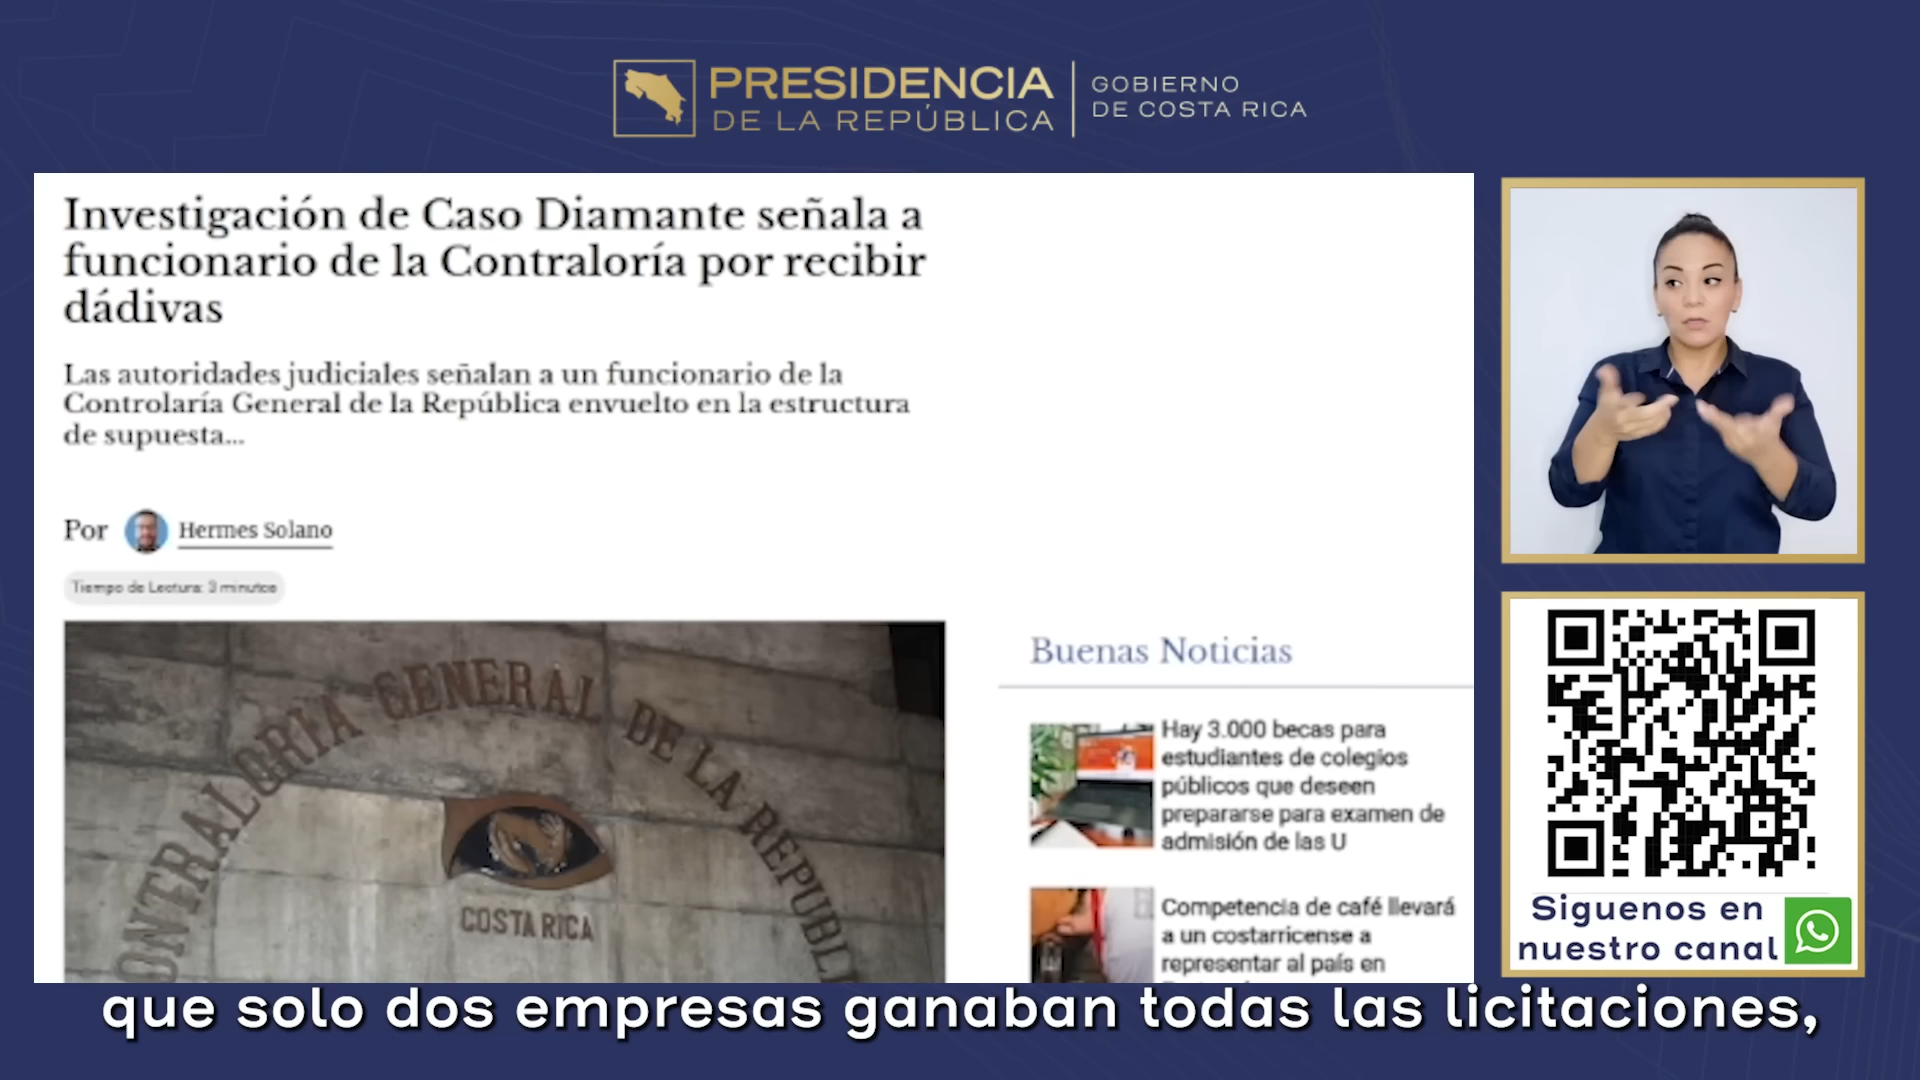 PRESIDENCIA
DE LA REPÚBLICA
GOBIERNO
DE COSTA RICA
Investigación de Caso Diamante señala a
funcionario de la Contraloría por recibir
dádivas
Las autoridades judiciales señalan a un funcionario de la
Controlaría General de la República envuelto en la estructura
de supuesta...
Por Hermes Solano
Tiempo de Lectura: 3 minutos
CONTRALORIA GENERAL DE LA REPUBLI
COSTA RICA
Buenas Noticias
Hay 3.000 becas para
estudiantes de colegios
públicos que deseen
prepararse para examen de
admisión de las U
Competencia de café llevará
a un costarricense a
representar al país en
Siguenos en
nuestro canal
que solo dos empresas ganaban todas las licitaciones,